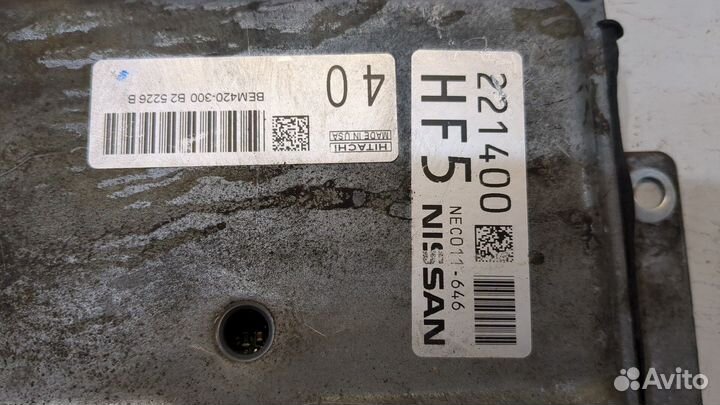 40
BEM420-300 B2 5226 B
HITACHI
MADE IN USA
221400
HF5
NEC011-646
NISSAN
Avito